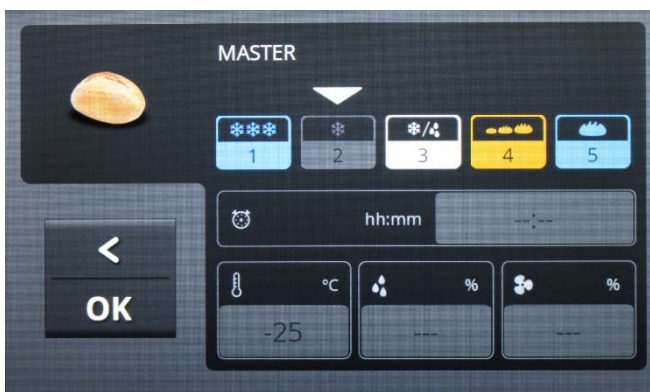 MASTER
1 2 3 4 5
hh:mm --:--
< OK
°C % %
-25 --- ---